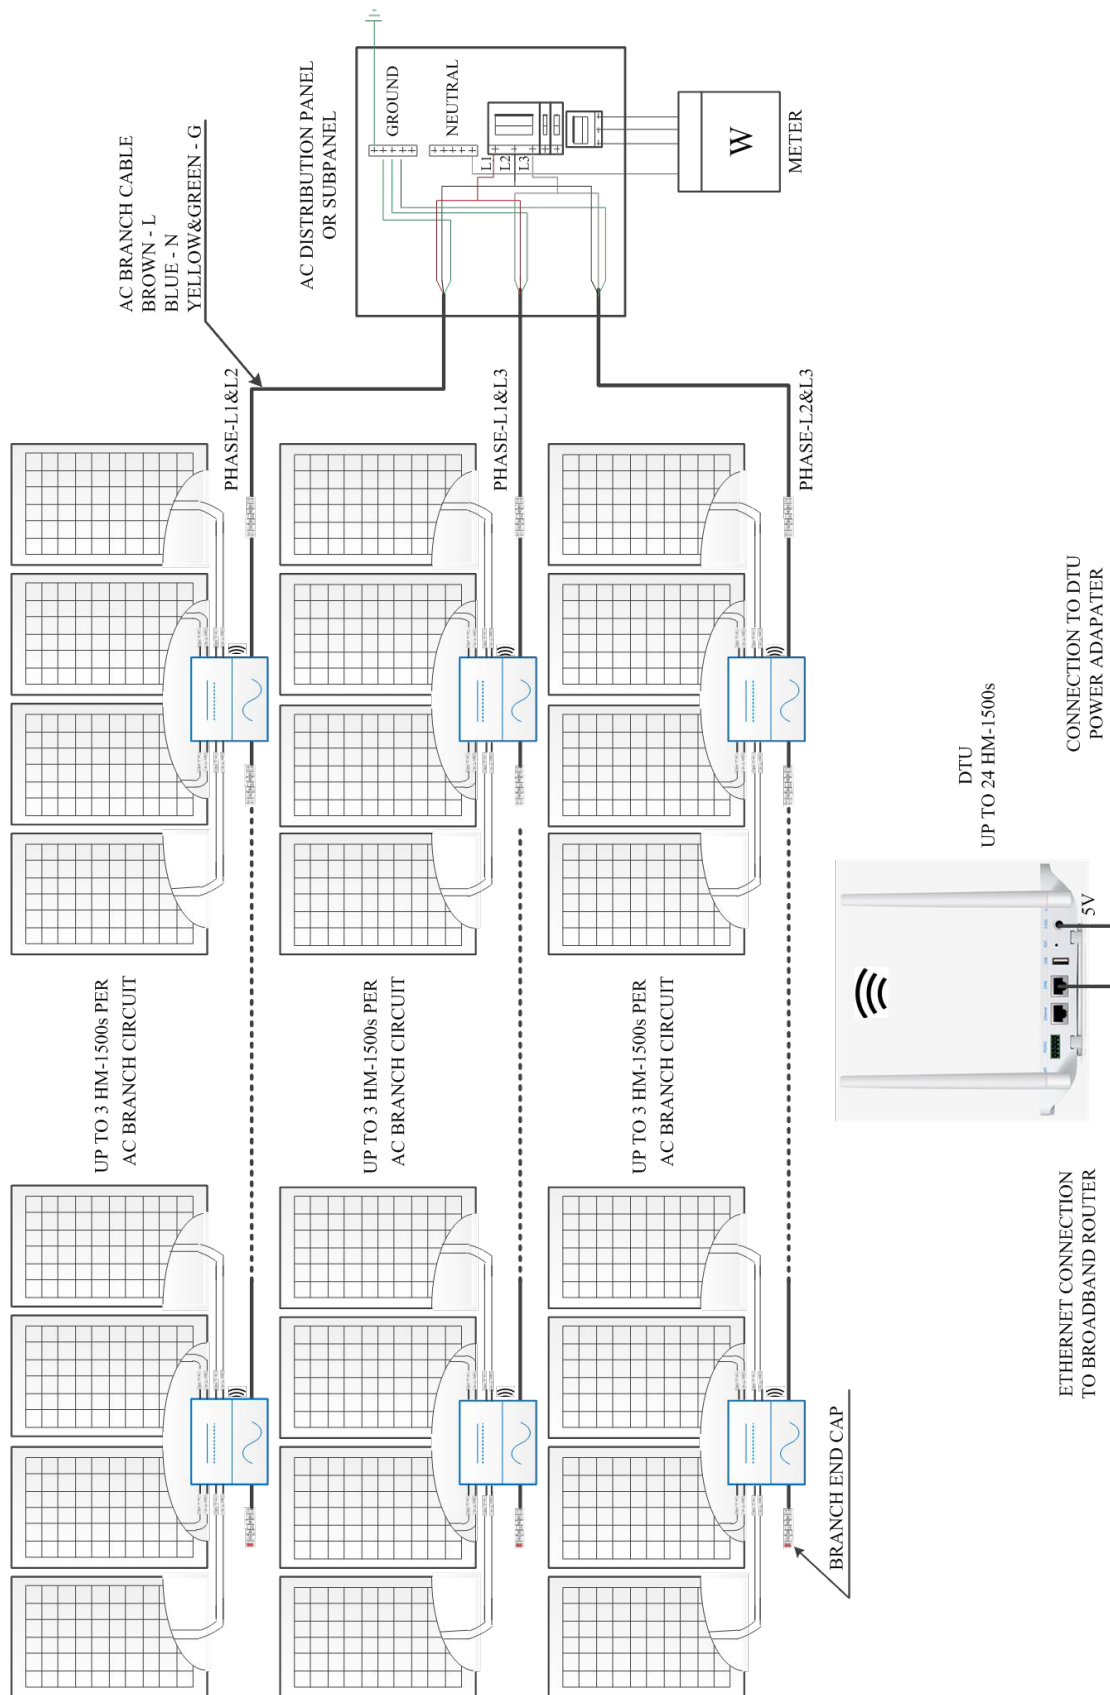 AC BRANCH CABLE
BROWN - L
BLUE - N
YELLOW&GREEN - G
AC DISTRIBUTION PANEL
OR SUBPANEL
GROUND
NEUTRAL
L1
L2
L3
W
METER
PHASE-L1&L2
PHASE-L1&L3
PHASE-L2&L3
UP TO 3 HM-1500s PER
AC BRANCH CIRCUIT
UP TO 3 HM-1500s PER
AC BRANCH CIRCUIT
UP TO 3 HM-1500s PER
AC BRANCH CIRCUIT
BRANCH END CAP
DTU
UP TO 24 HM-1500s
5V
CONNECTION TO DTU
POWER ADAPATER
ETHERNET CONNECTION
TO BROADBAND ROUTER